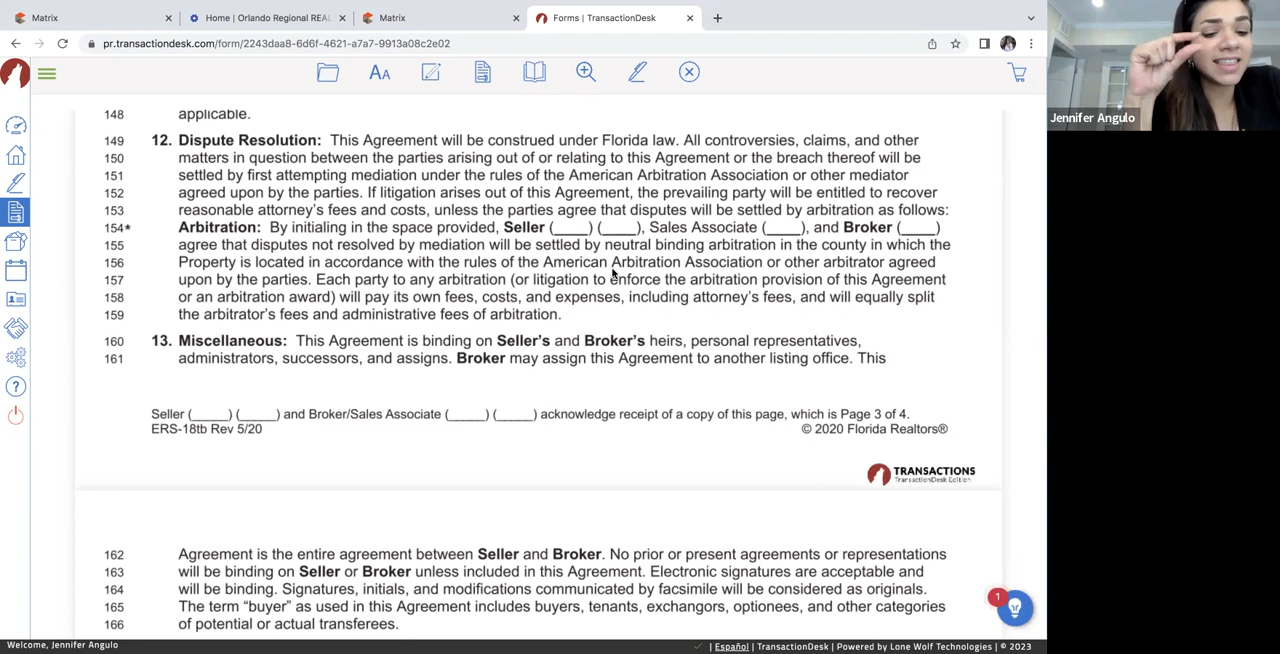 Matrix
Home | Orlando Regional REAL
Matrix
Forms | TransactionDesk
pr.transactiondesk.com/form/2243daa8-6d6f-4621-a7a7-9913a08c2e02
Jennifer Angulo
148 applicable.
149 12. Dispute Resolution: This Agreement will be construed under Florida law. All controversies, claims, and other
150 matters in question between the parties arising out of or relating to this Agreement or the breach thereof will be
151 settled by first attempting mediation under the rules of the American Arbitration Association or other mediator
152 agreed upon by the parties. If litigation arises out of this Agreement, the prevailing party will be entitled to recover
153 reasonable attorney's fees and costs, unless the parties agree that disputes will be settled by arbitration as follows:
154* Arbitration: By initialing in the space provided, Seller (____) (____), Sales Associate (____), and Broker (____)
155 agree that disputes not resolved by mediation will be settled by neutral binding arbitration in the county in which the
156 Property is located in accordance with the rules of the American Arbitration Association or other arbitrator agreed
157 upon by the parties. Each party to any arbitration (or litigation to enforce the arbitration provision of this Agreement
158 or an arbitration award) will pay its own fees, costs, and expenses, including attorney's fees, and will equally split
159 the arbitrator's fees and administrative fees of arbitration.
160 13. Miscellaneous: This Agreement is binding on Seller's and Broker's heirs, personal representatives,
161 administrators, successors, and assigns. Broker may assign this Agreement to another listing office. This
Seller (_____) (_____) and Broker/Sales Associate (_____) (_____) acknowledge receipt of a copy of this page, which is Page 3 of 4.
ERS-18tb Rev 5/20 © 2020 Florida Realtors®
TRANSACTIONS
TransactionDesk Edition
162 Agreement is the entire agreement between Seller and Broker. No prior or present agreements or representations
163 will be binding on Seller or Broker unless included in this Agreement. Electronic signatures are acceptable and
164 will be binding. Signatures, initials, and modifications communicated by facsimile will be considered as originals.
165 The term “buyer” as used in this Agreement includes buyers, tenants, exchangors, optionees, and other categories
166 of potential or actual transferees.
1
Welcome, Jennifer Angulo | Español | TransactionDesk | Powered by Lone Wolf Technologies | © 2023